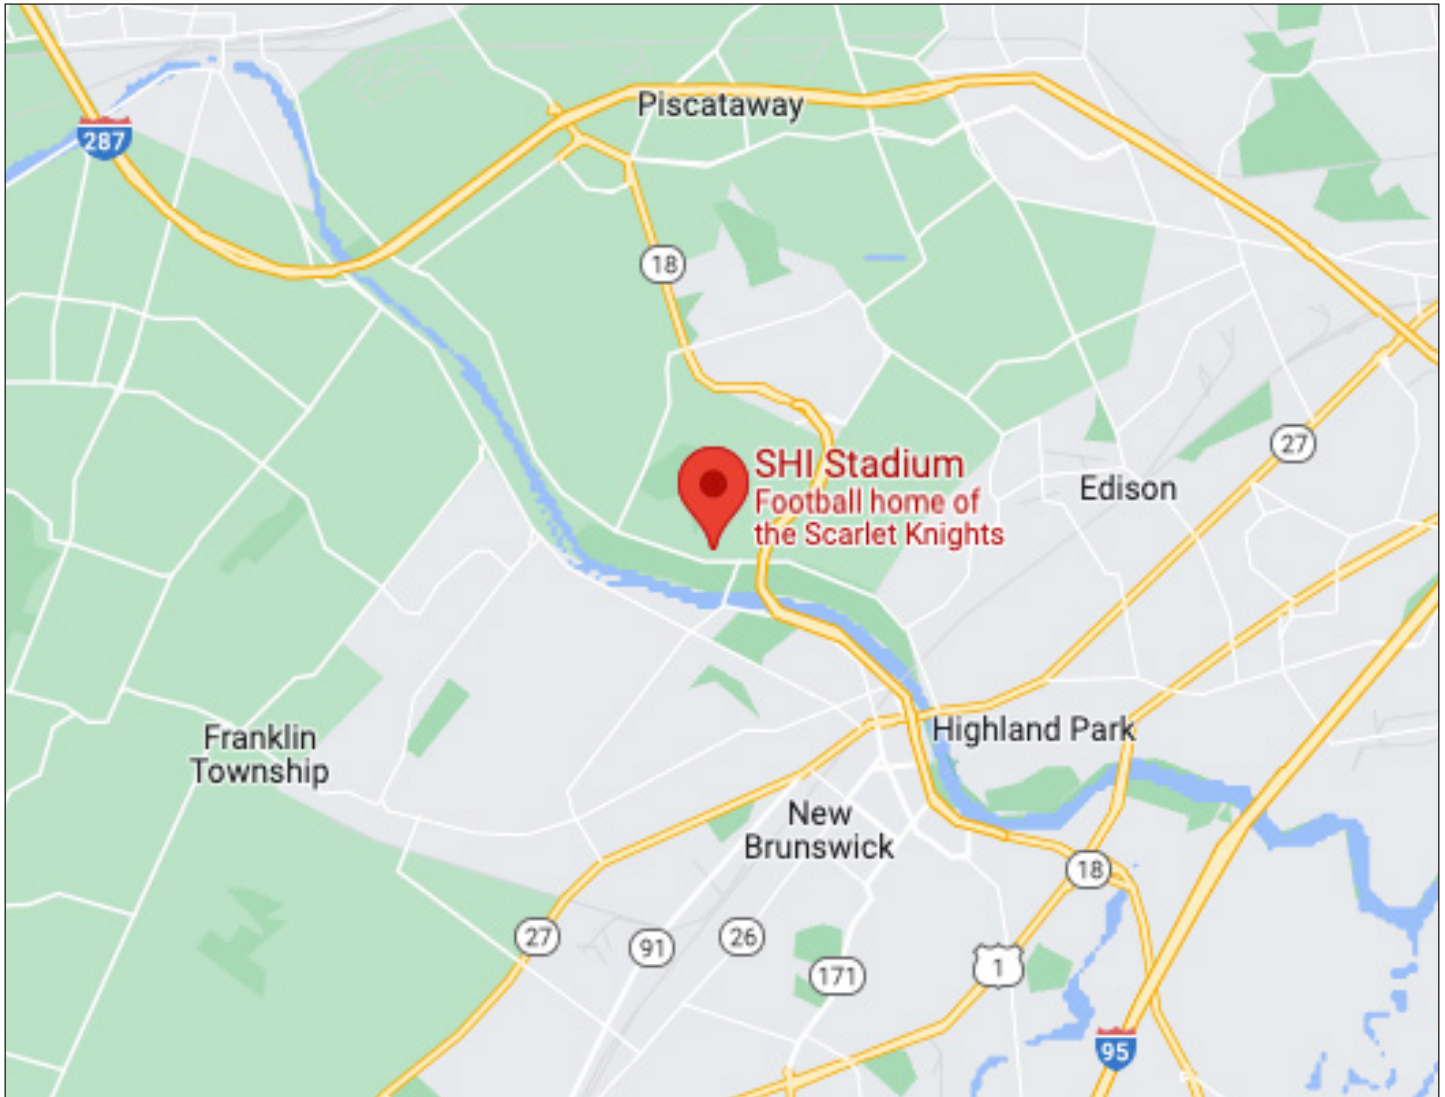 Piscataway
287
18
SHI Stadium
Football home of
the Scarlet Knights
27
Edison
Highland Park
Franklin
Township
New
Brunswick
18
27
91
26
171
1
95